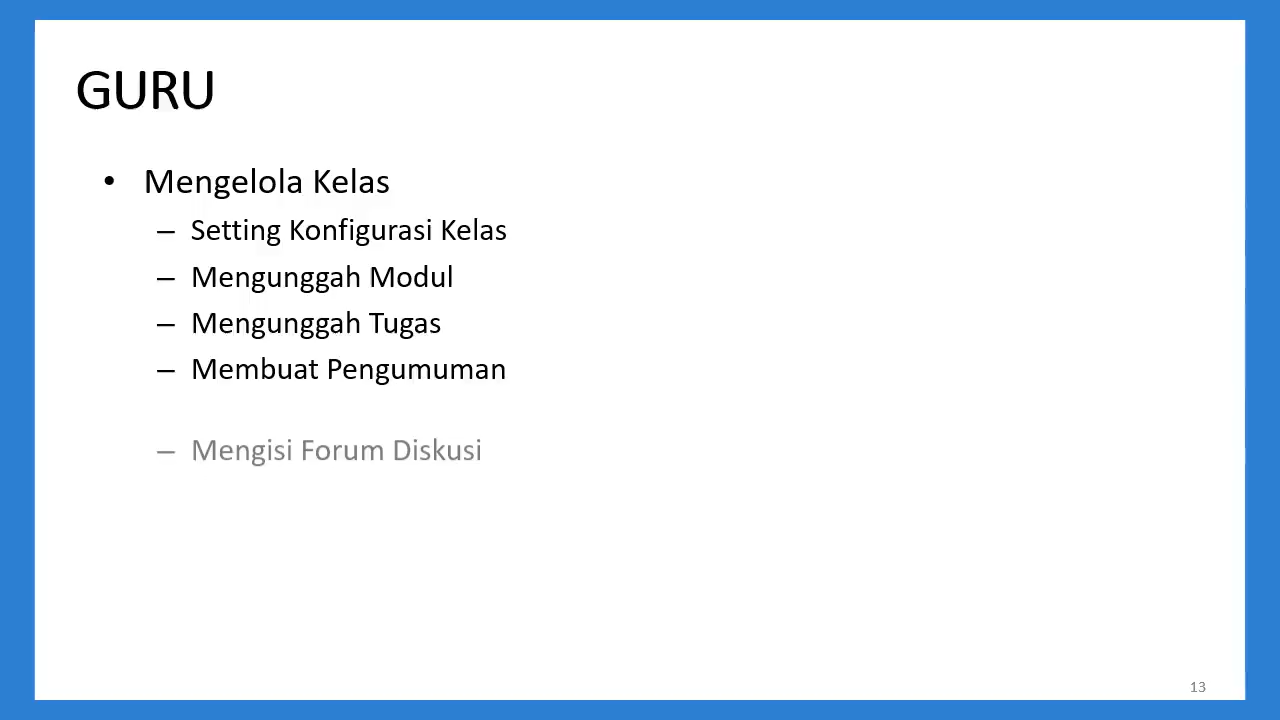 GURU
• Mengelola Kelas
– Setting Konfigurasi Kelas
– Mengunggah Modul
– Mengunggah Tugas
– Membuat Pengumuman
– Mengisi Forum Diskusi
13